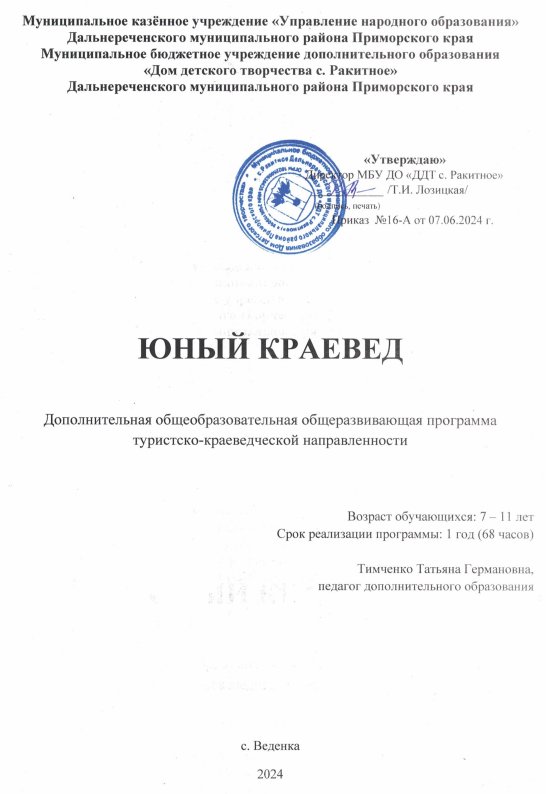 Муниципальное казённое учреждение «Управление народного образования»
Дальнереченского муниципального района Приморского края
Муниципальное бюджетное учреждение дополнительного образования
«Дом детского творчества с. Ракитное»
Дальнереченского муниципального района Приморского края
«Утверждаю»
Директор МБУ ДО «ДДТ с. Ракитное»
/Т.И. Лозицкая/
(подпись, печать)
Приказ №16-А от 07.06.2024 г.
ЮНЫЙ КРАЕВЕД
Дополнительная общеобразовательная общеразвивающая программа
туристско-краеведческой направленности
Возраст обучающихся: 7 – 11 лет
Срок реализации программы: 1 год (68 часов)
Тимченко Татьяна Германовна,
педагог дополнительного образования
с. Веденка
2024